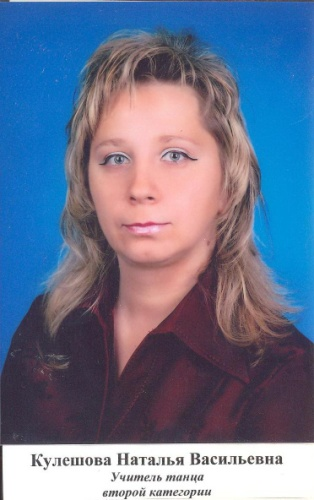 Кулешова Наталья Васильевна
Учитель танца
второй категории